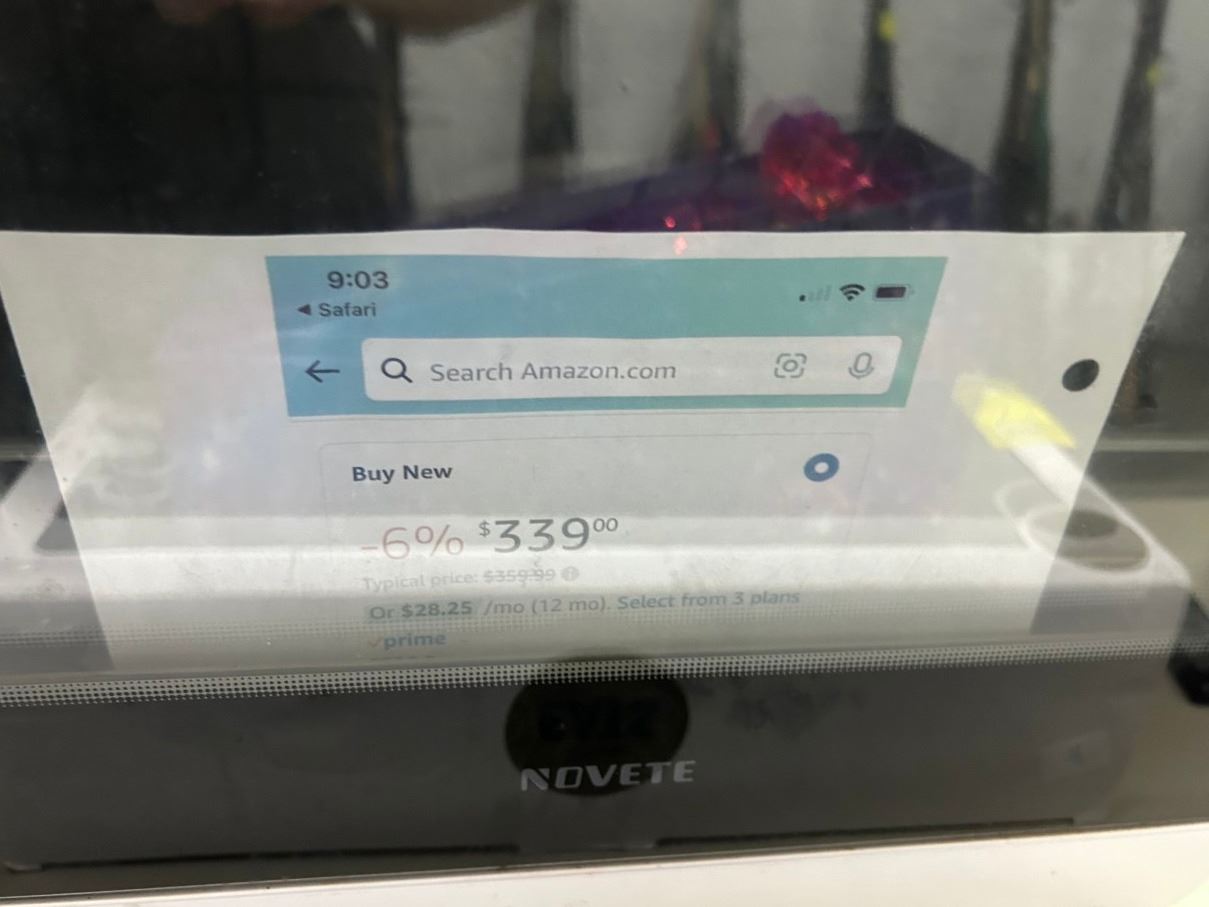 9:03
◀ Safari
Search Amazon.com
Buy New
-6% $339⁰⁰
Typical price: $359.99
Or $28.25 /mo (12 mo). Select from 3 plans
✓prime
NOVETE